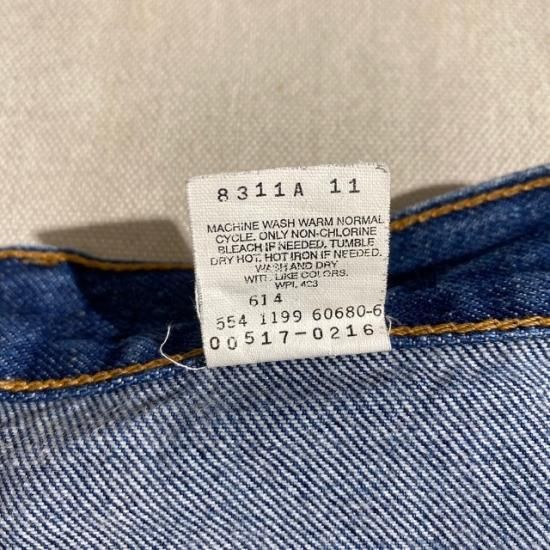 8311A 11
MACHINE WASH WARM NORMAL
CYCLE. ONLY NON-CHLORINE
BLEACH IF NEEDED. TUMBLE
DRY HOT. HOT IRON IF NEEDED.
WASH AND DRY
WITH LIKE COLORS.
WPL 423
614
554 1199 60680-6
00517-0216